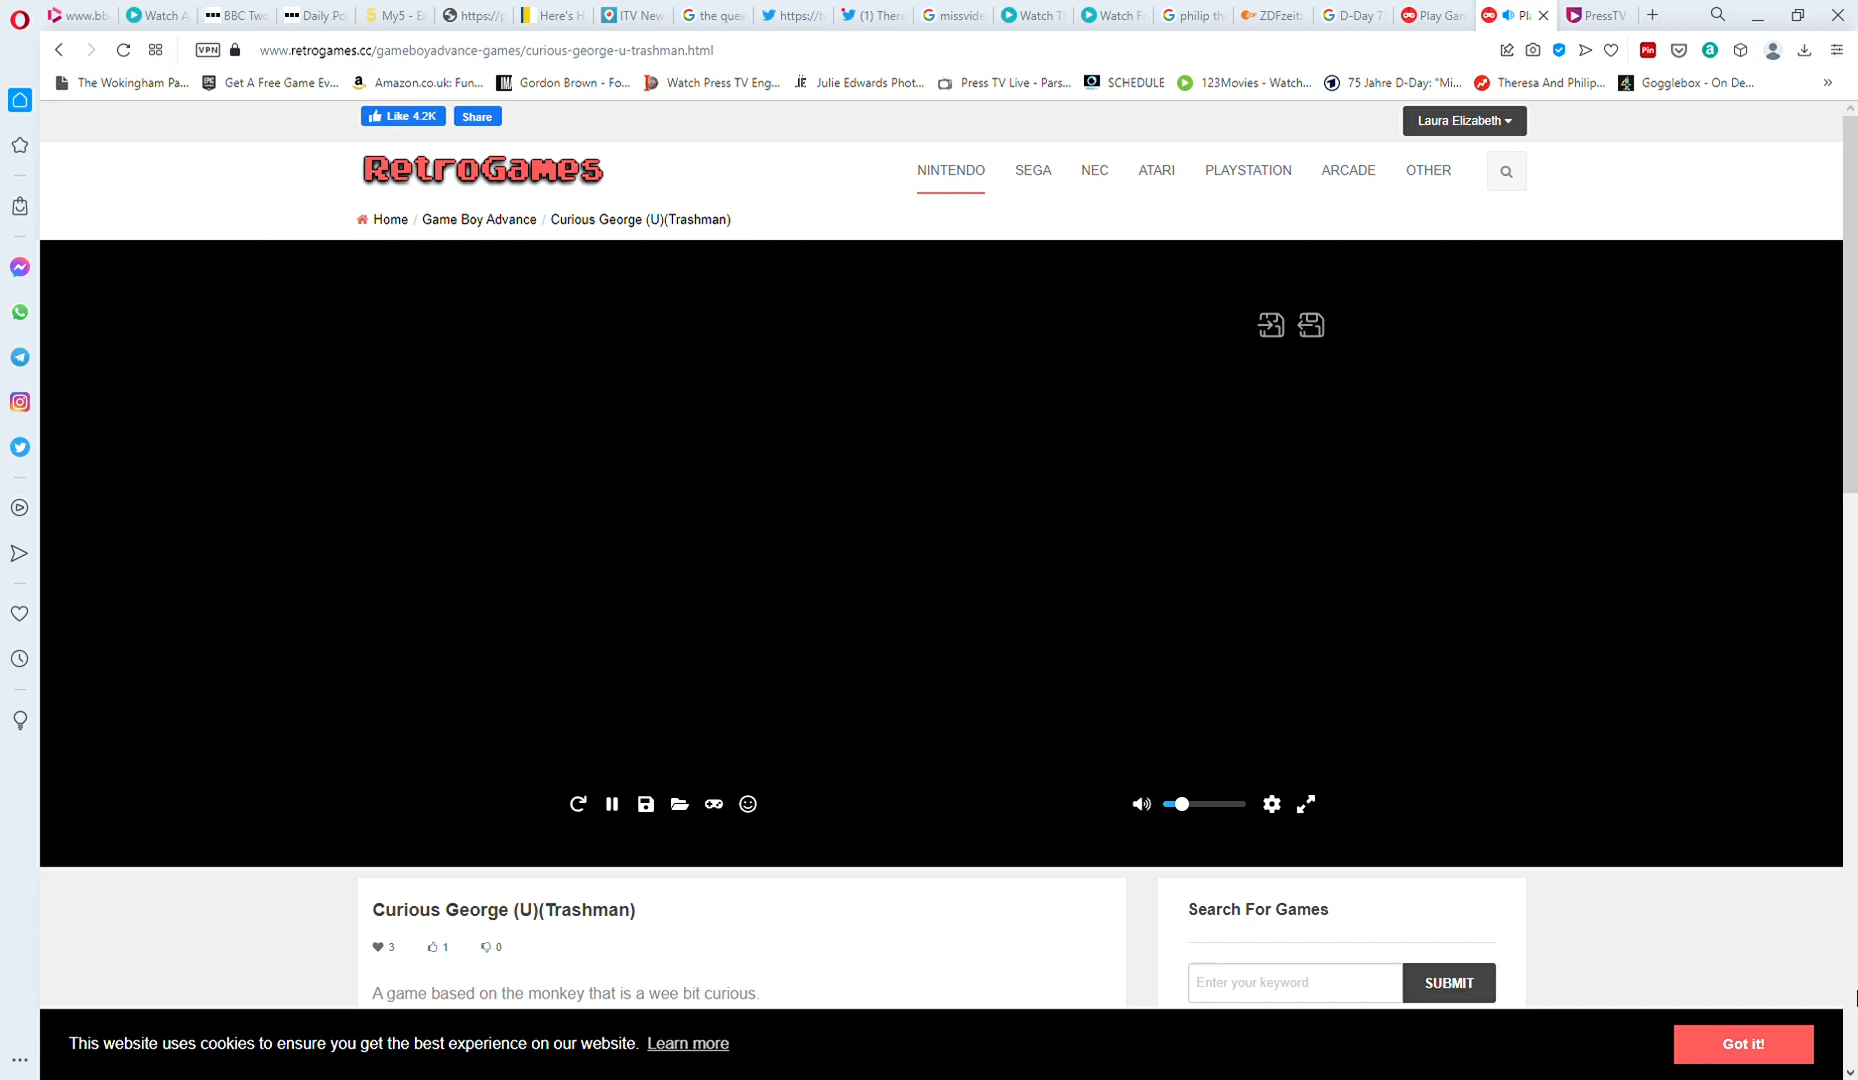 www.bb
Watch A
BBC Two
Daily Po
My5 - E
https://p
Here's H
ITV New
the quee
https://t
(1) There
missvide
Watch T
Watch F
philip th
ZDFzeit
D-Day 7
Play Gam
Pl
PressTV
VPN
www.retrogames.cc/gameboyadvance-games/curious-george-u-trashman.html
The Wokingham Pa...
Get A Free Game Ev...
Amazon.co.uk: Fun...
Gordon Brown - Fo...
Watch Press TV Eng...
Julie Edwards Phot...
Press TV Live - Pars...
SCHEDULE
123Movies - Watch...
75 Jahre D-Day: "Mi...
Theresa And Philip...
Gogglebox - On De...
Like 4.2K
Share
Laura Elizabeth
RetroGames
NINTENDO
SEGA
NEC
ATARI
PLAYSTATION
ARCADE
OTHER
Home / Game Boy Advance / Curious George (U)(Trashman)
Curious George (U)(Trashman)
3
1
0
A game based on the monkey that is a wee bit curious.
Search For Games
Enter your keyword
SUBMIT
This website uses cookies to ensure you get the best experience on our website. Learn more
Got it!